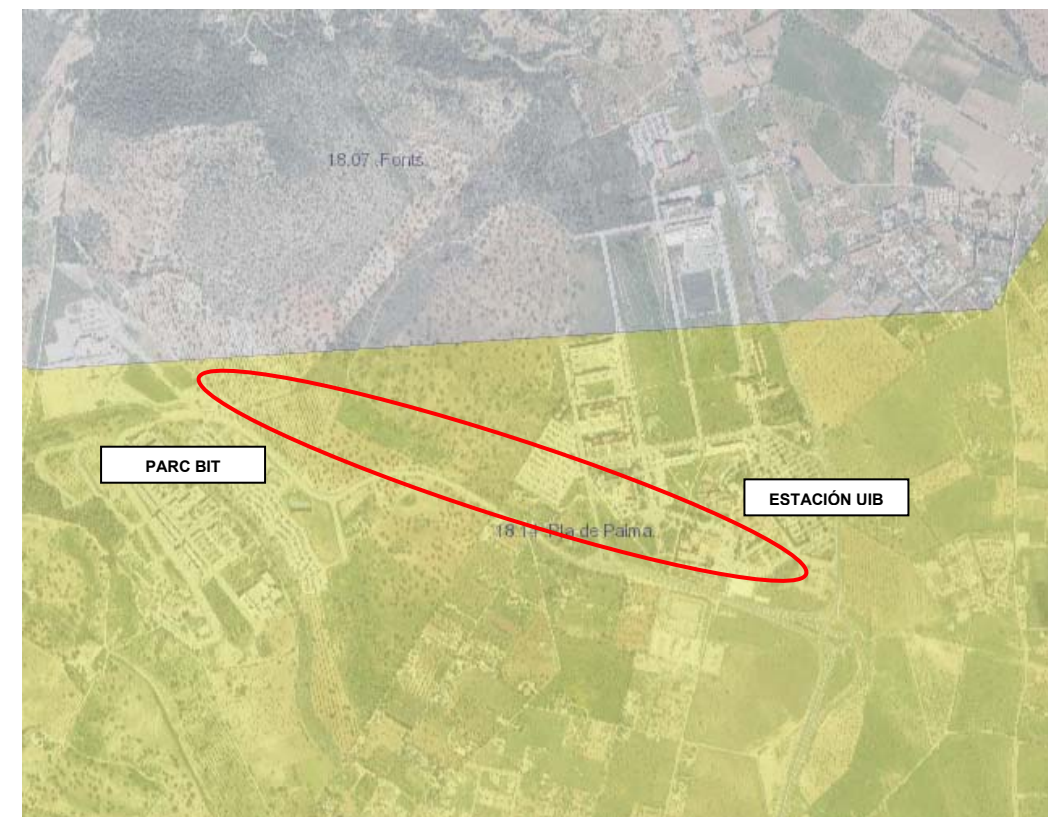 18.07 .Fonts.
PARC BIT
ESTACIÓN UIB
18.14 .Pla de Palma.